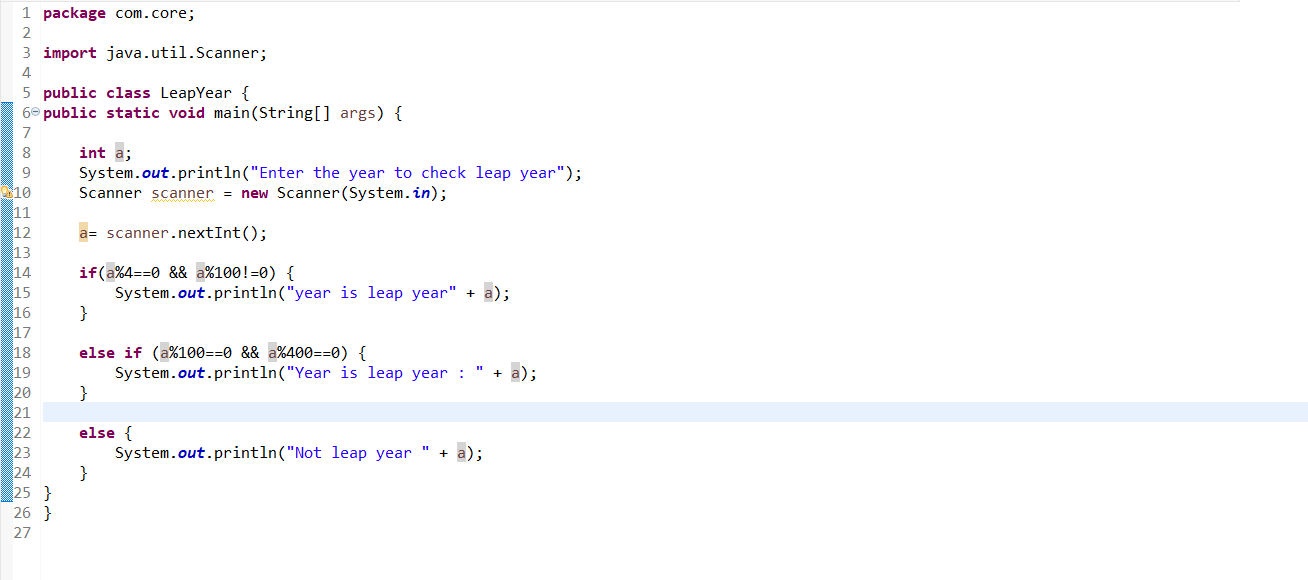 1 package com.core;
2
3 import java.util.Scanner;
4
5 public class LeapYear {
6 public static void main(String[] args) {
7
8     int a;
9     System.out.println("Enter the year to check leap year");
10     Scanner scanner = new Scanner(System.in);
11
12     a= scanner.nextInt();
13
14     if(a%4==0 && a%100!=0) {
15         System.out.println("year is leap year" + a);
16     }
17
18     else if (a%100==0 && a%400==0) {
19         System.out.println("Year is leap year : " + a);
20     }
21
22     else {
23         System.out.println("Not leap year " + a);
24     }
25 }
26 }
27